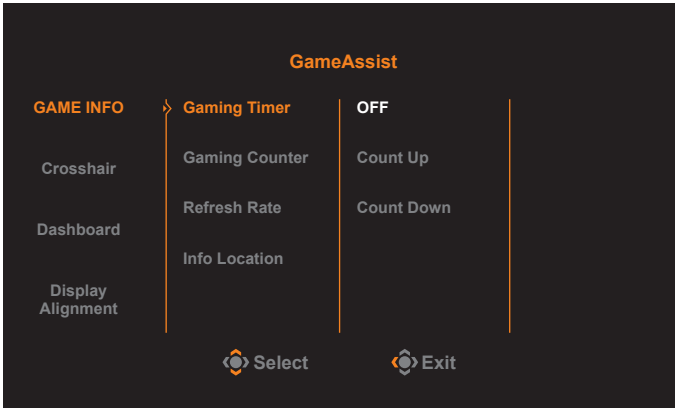 GameAssist
GAME INFO
Gaming Timer
OFF
Crosshair
Gaming Counter
Count Up
Dashboard
Refresh Rate
Count Down
Display
Alignment
Info Location
Select
Exit